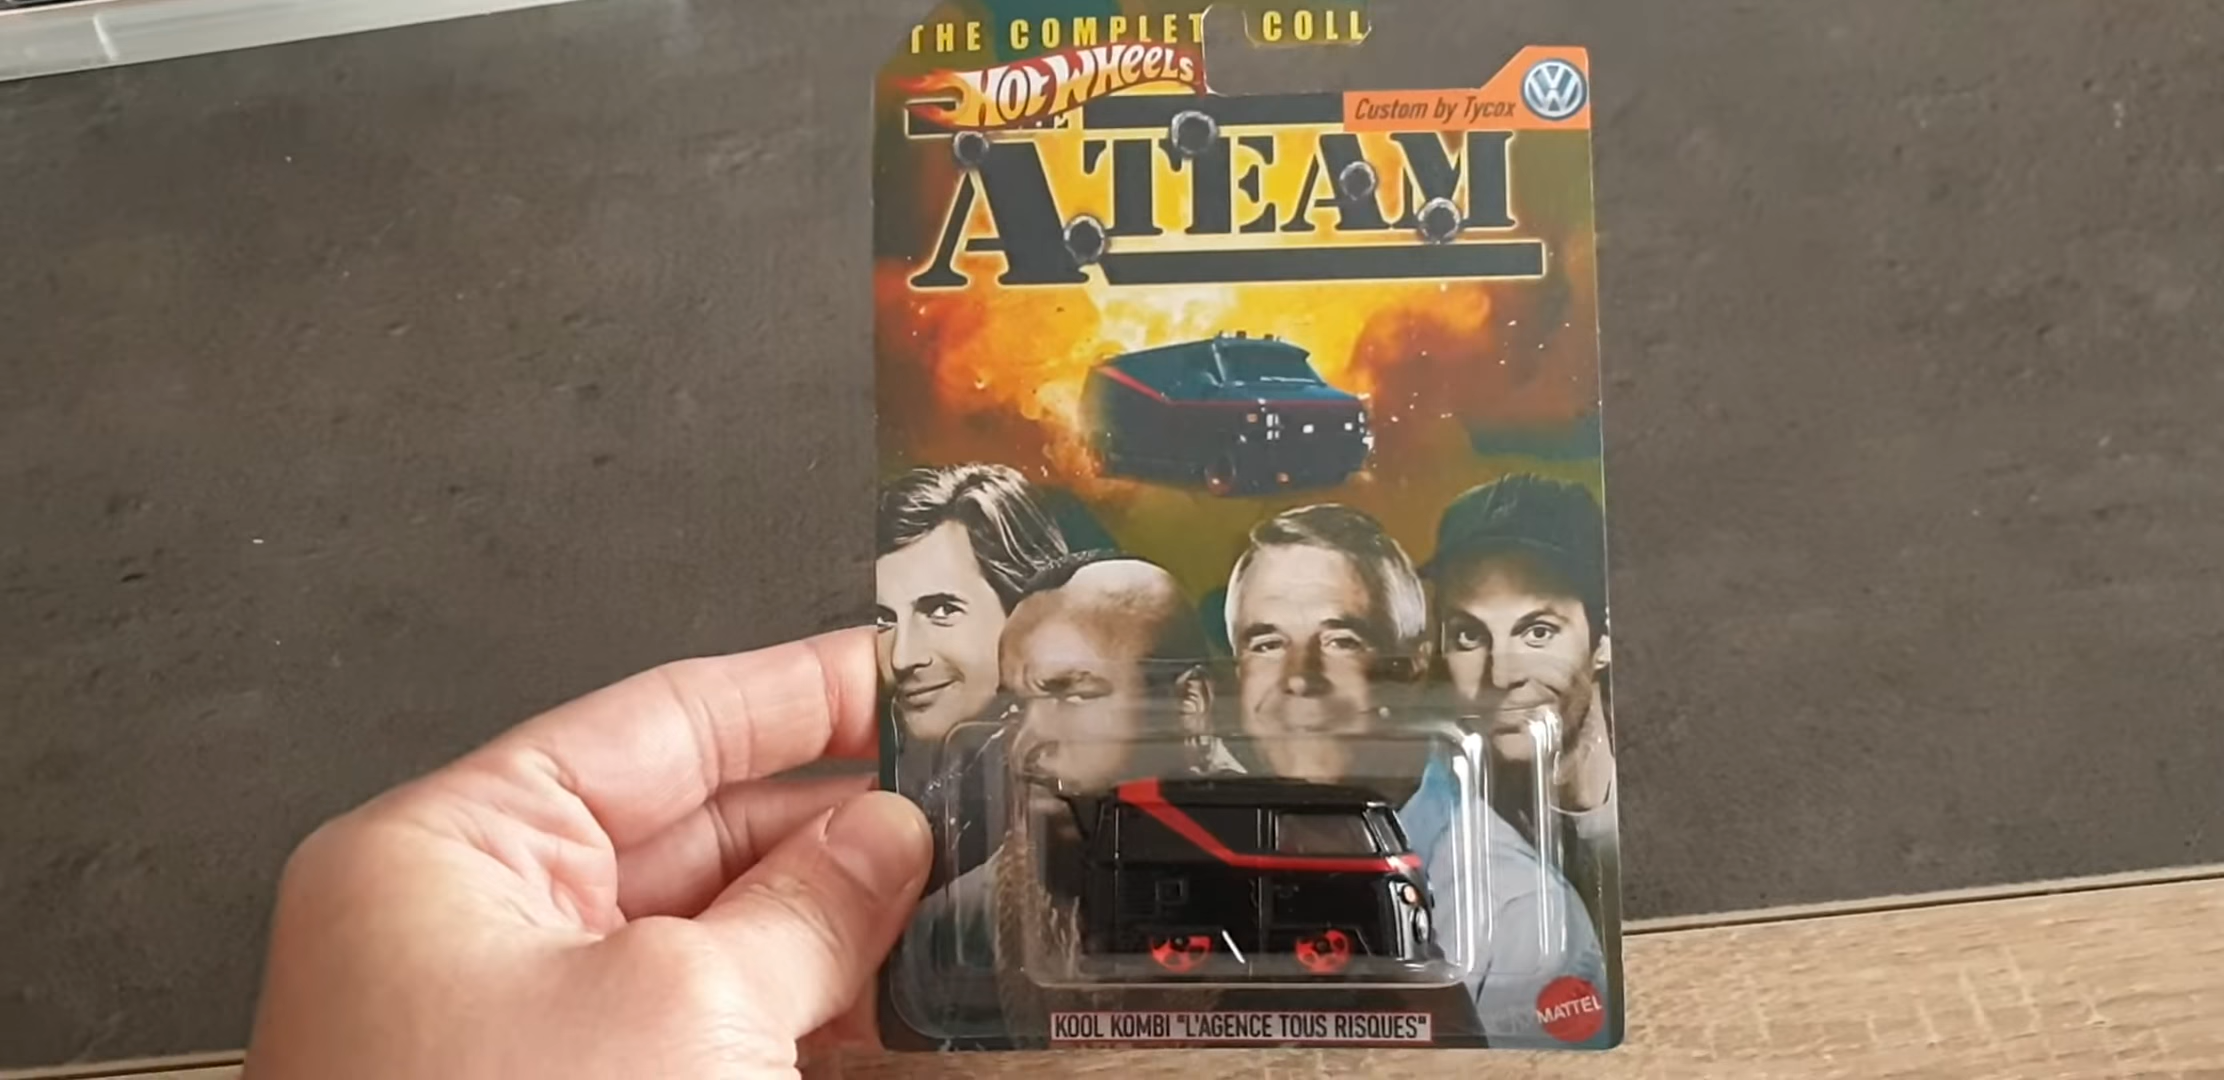 THE COMPLET COLL
HOT WHEELS
Custom by Tycox
A-TEAM
KOOL KOMBI "L'AGENCE TOUS RISQUES"
MATTEL